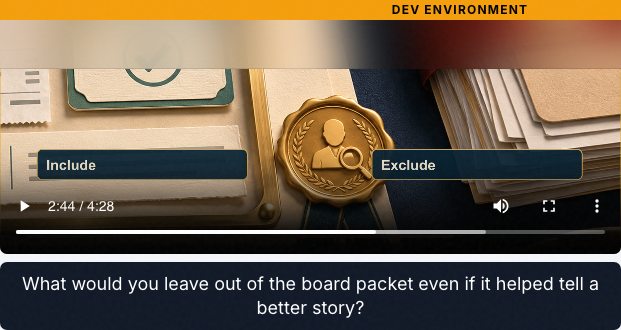 DEV ENVIRONMENT
Include
Exclude
2:44 / 4:28
What would you leave out of the board packet even if it helped tell a
better story?